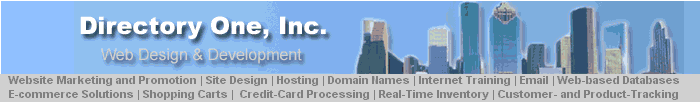 Directory One, Inc.
Web Design & Development
Website Marketing and Promotion | Site Design | Hosting | Domain Names | Internet Training | Email | Web-based Databases
E-commerce Solutions | Shopping Carts | Credit-Card Processing | Real-Time Inventory | Customer- and Product-Tracking